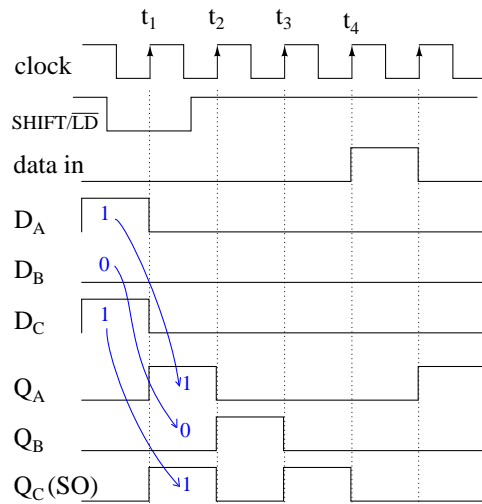 t1 t2 t3 t4
clock
SHIFT/L̅D̅
data in
DA 1
DB 0
DC 1
QA 1
QB 0
QC (SO) 1